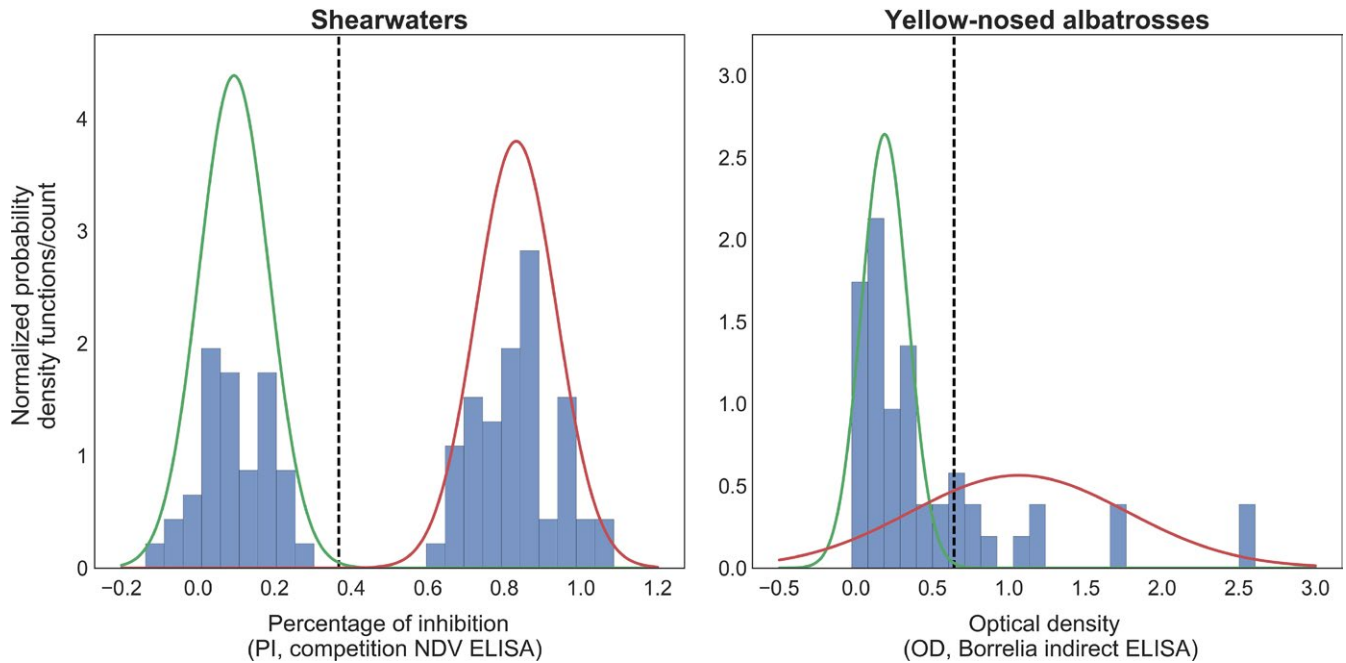 Shearwaters
Yellow-nosed albatrosses
Normalized probability
density functions/count
4
3
2
1
0
−0.2 0.0 0.2 0.4 0.6 0.8 1.0 1.2
Percentage of inhibition
(PI, competition NDV ELISA)
3.0
2.5
2.0
1.5
1.0
0.5
0.0
−0.5 0.0 0.5 1.0 1.5 2.0 2.5 3.0
Optical density
(OD, Borrelia indirect ELISA)